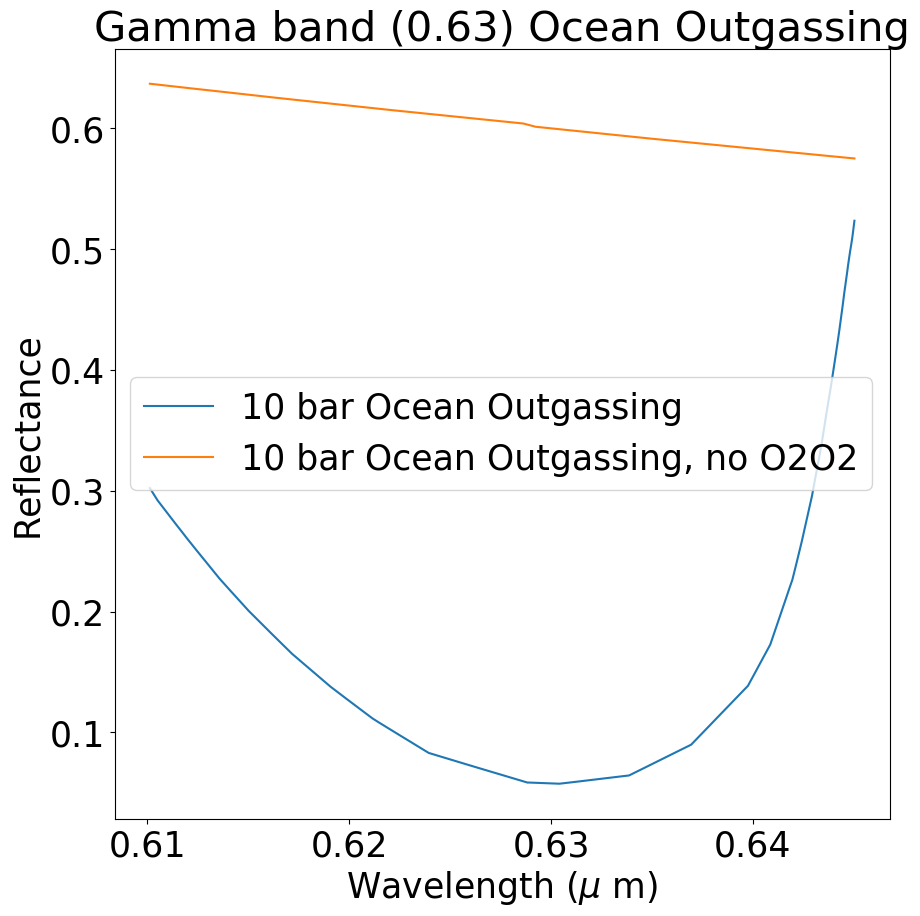 Gamma band (0.63) Ocean Outgassing
Reflectance
0.6
0.5
0.4
0.3
0.2
0.1
10 bar Ocean Outgassing
10 bar Ocean Outgassing, no O2O2
0.61 0.62 0.63 0.64
Wavelength (μ m)